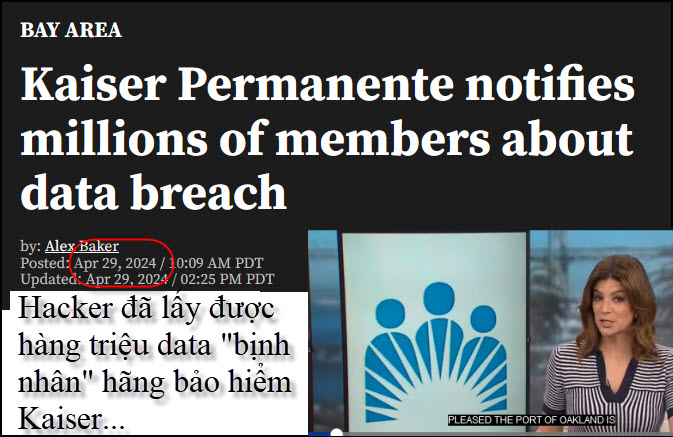 BAY AREA
Kaiser Permanente notifies
millions of members about
data breach
by: Alex Baker
Posted: Apr 29, 2024 / 10:09 AM PDT
Updated: Apr 29, 2024 / 02:25 PM PDT
Hacker đã lấy được
hàng triệu data "bịnh
nhân" hãng bảo hiểm
Kaiser...
PLEASED THE PORT OF OAKLAND IS